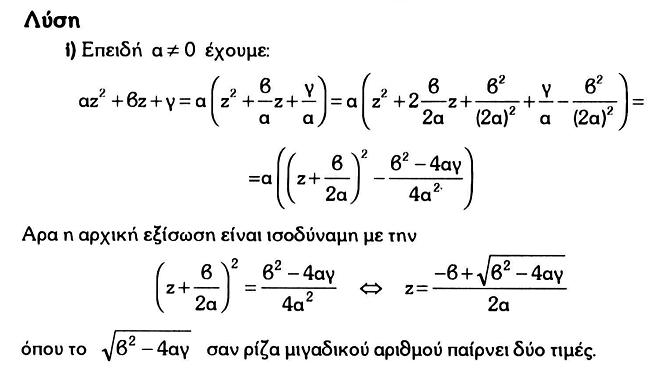 Λύση
i) Επειδή α ≠ 0 έχουμε:
αz² + βz + γ = α(z² + β/α z + γ/α) = α(z² + 2 β/2α z + β²/(2α)² + γ/α − β²/(2α)²) =
=α((z + β/2α)² − β² − 4αγ/4α²)
Αρα η αρχική εξίσωση είναι ισοδύναμη με την
(z + β/2α)² = β² − 4αγ/4α² ⇔ z = −β + √β² − 4αγ/2α
όπου το √β² − 4αγ σαν ρίζα μιγαδικού αριθμού παίρνει δύο τιμές.